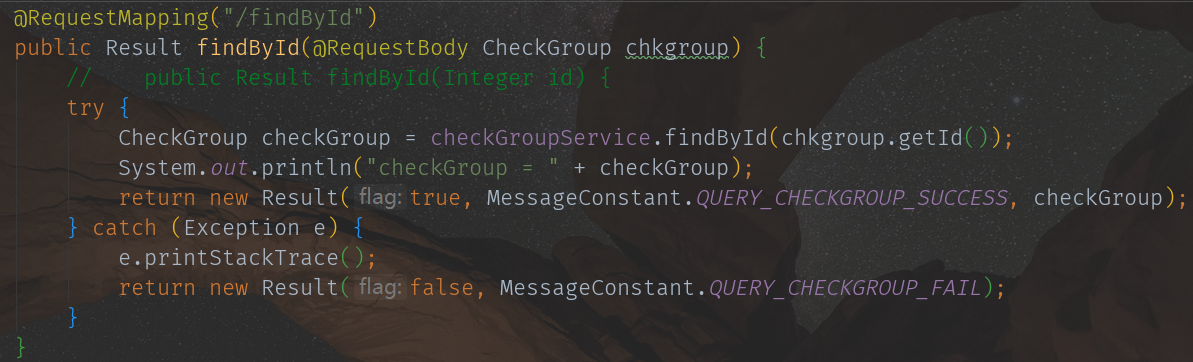 @RequestMapping("/findById")
public Result findById(@RequestBody CheckGroup chkgroup) {
//    public Result findById(Integer id) {
try {
CheckGroup checkGroup = checkGroupService.findById(chkgroup.getId());
System.out.println("checkGroup = " + checkGroup);
return new Result( flag: true, MessageConstant.QUERY_CHECKGROUP_SUCCESS, checkGroup);
} catch (Exception e) {
e.printStackTrace();
return new Result( flag: false, MessageConstant.QUERY_CHECKGROUP_FAIL);
}
}